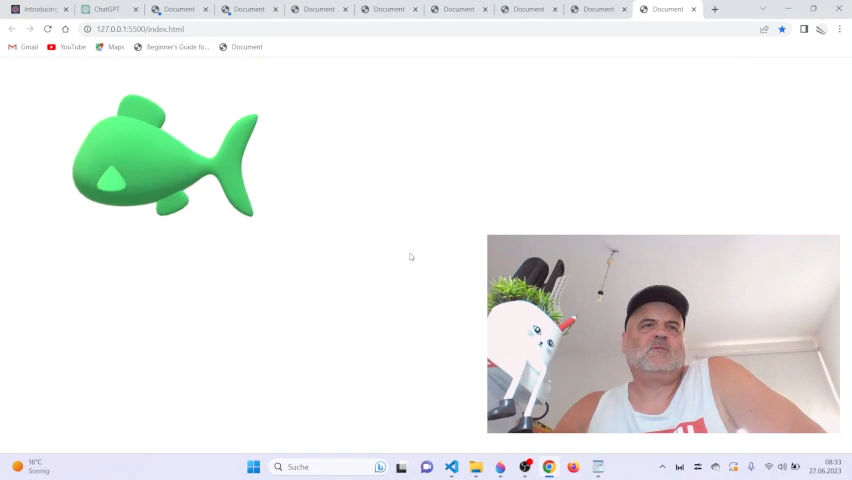 introducing
ChatGPT
Document
Document
Document
Document
Document
Document
Document
Document
127.0.0.1:5500/index.html
Gmail
YouTube
Maps
Beginner's Guide fo...
Document
16°C
Sonnig
Suche
08:33
27.06.2023